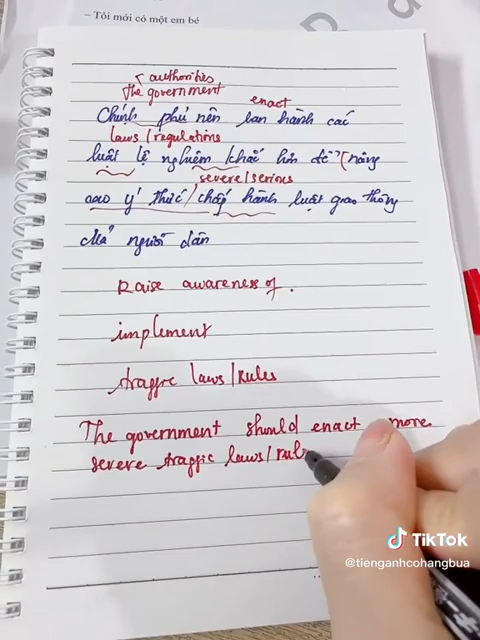 – Tôi mới có một em bé
authorities
The government
enact
Chính phủ nên ban hành các
laws/regulations
luật lệ nghiêm khắc hơn để (nâng
severe/serious
cao ý thức/chấp hành luật giao thông
của người dân
Raise awareness of.
implement
traffic laws/rules
The government should enact more
severe traffic laws/rul
TikTok
@tienganhcohangbua